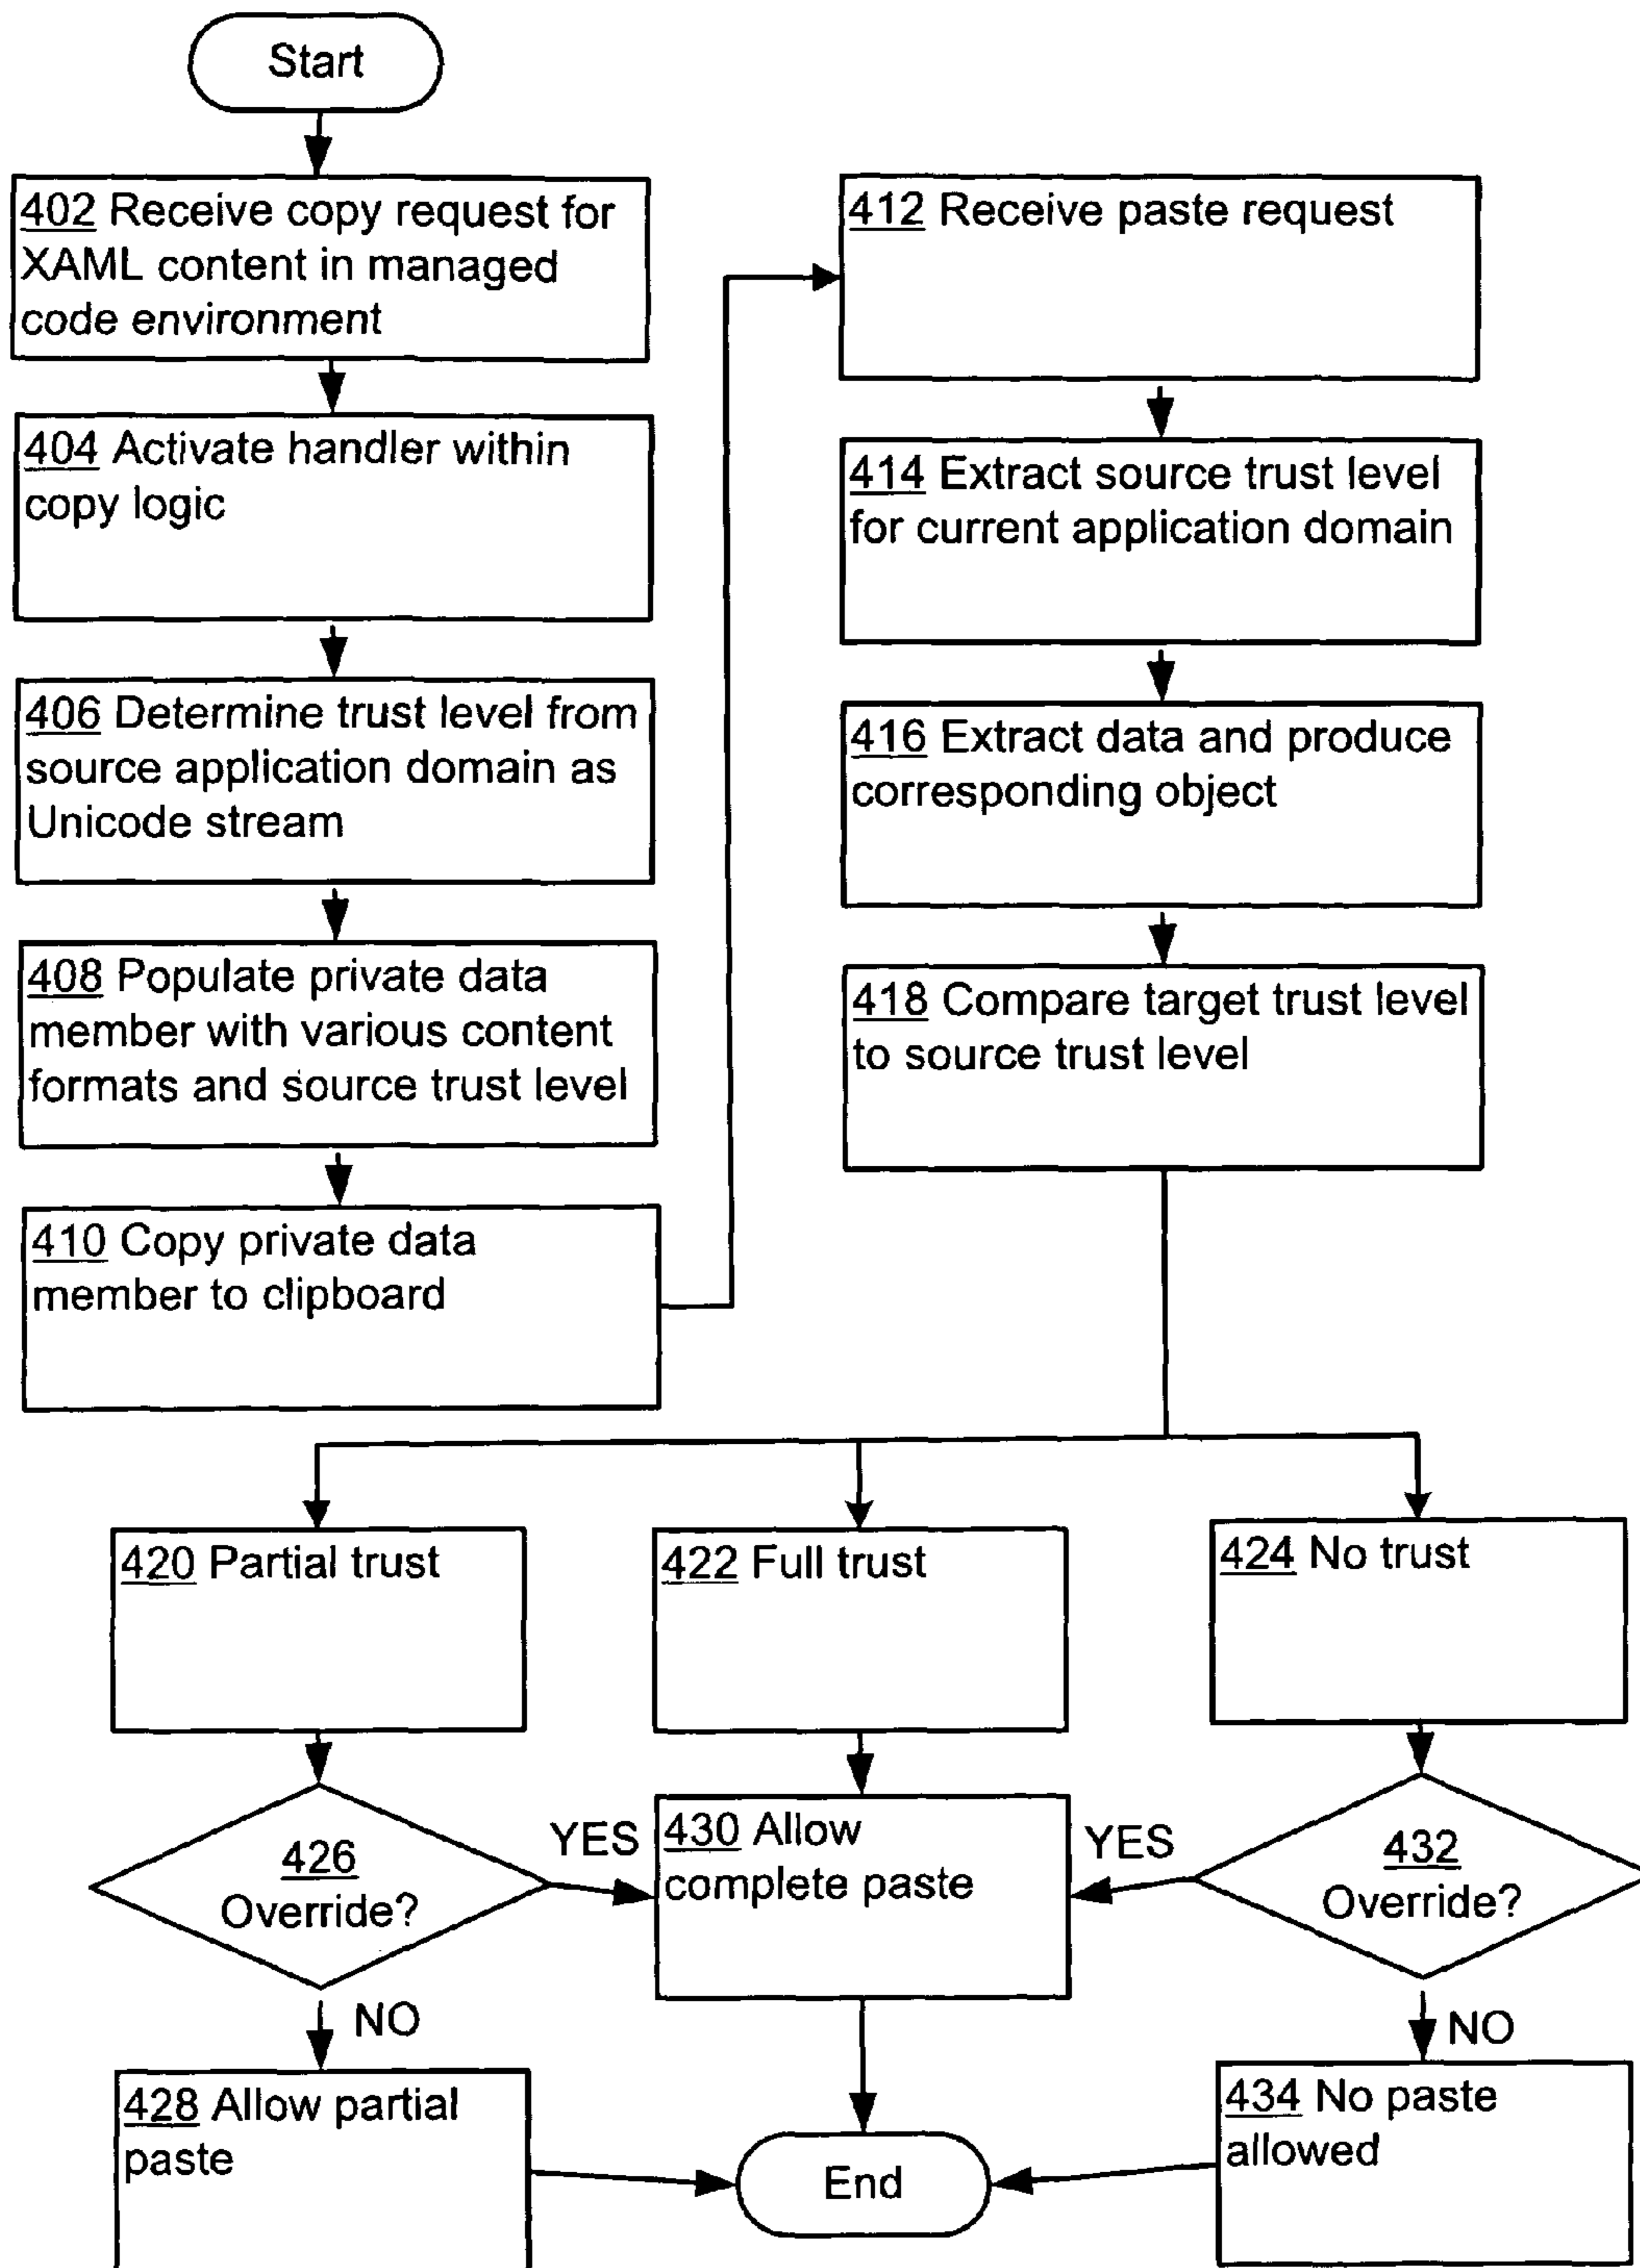 Start
402 Receive copy request for
XAML content in managed
code environment
404 Activate handler within
copy logic
406 Determine trust level from
source application domain as
Unicode stream
408 Populate private data
member with various content
formats and source trust level
410 Copy private data
member to clipboard
412 Receive paste request
414 Extract source trust level
for current application domain
416 Extract data and produce
corresponding object
418 Compare target trust level
to source trust level
420 Partial trust
422 Full trust
424 No trust
426
Override?
YES
430 Allow
complete paste
YES
432
Override?
NO
NO
428 Allow partial
paste
End
434 No paste
allowed